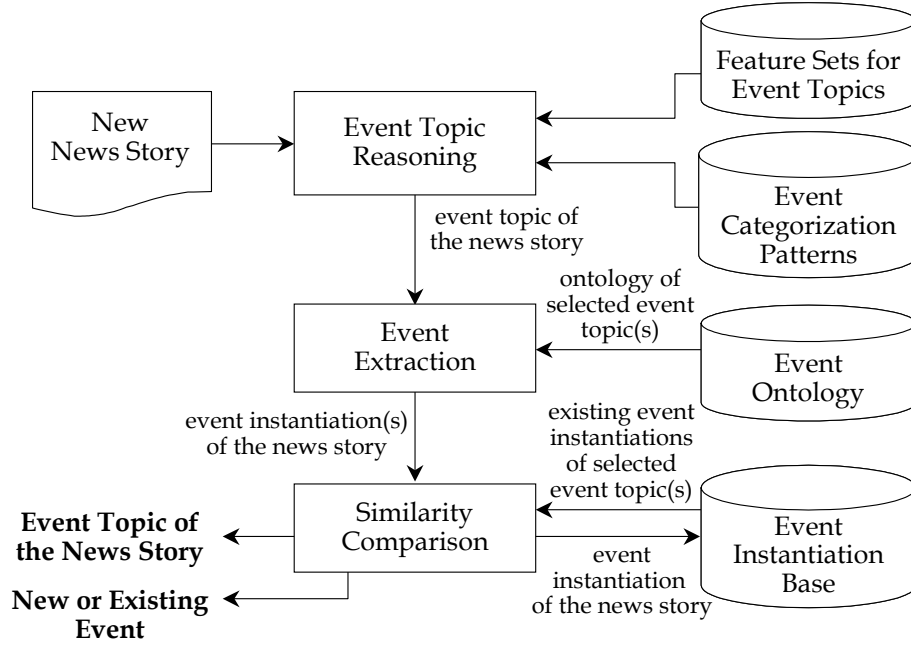 Feature Sets for
Event Topics
New
News Story
Event Topic
Reasoning
Event
Categorization
Patterns
event topic of
the news story
ontology of
selected event
topic(s)
Event
Extraction
Event
Ontology
event instantiation(s)
of the news story
existing event
instantiations
of selected
event topic(s)
Similarity
Comparison
Event
Instantiation
Base
Event Topic of
the News Story
event
instantiation
of the news story
New or Existing
Event